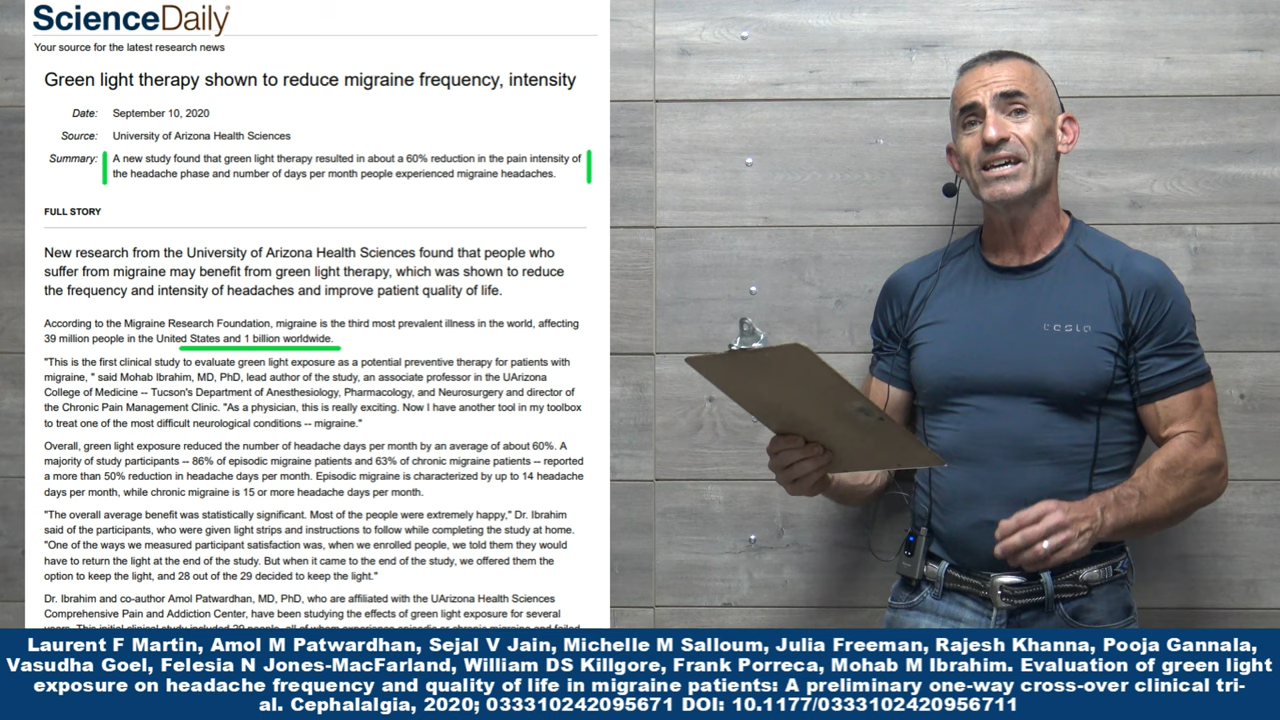 ScienceDaily
Your source for the latest research news
Green light therapy shown to reduce migraine frequency, intensity
Date: September 10, 2020
Source: University of Arizona Health Sciences
Summary: A new study found that green light therapy resulted in about a 60% reduction in the pain intensity of
the headache phase and number of days per month people experienced migraine headaches.
FULL STORY
New research from the University of Arizona Health Sciences found that people who
suffer from migraine may benefit from green light therapy, which was shown to reduce
the frequency and intensity of headaches and improve patient quality of life.
According to the Migraine Research Foundation, migraine is the third most prevalent illness in the world, affecting
39 million people in the United States and 1 billion worldwide.
"This is the first clinical study to evaluate green light exposure as a potential preventive therapy for patients with
migraine, " said Mohab Ibrahim, MD, PhD, lead author of the study, an associate professor in the UArizona
College of Medicine -- Tucson's Department of Anesthesiology, Pharmacology, and Neurosurgery and director of
the Chronic Pain Management Clinic. "As a physician, this is really exciting. Now I have another tool in my toolbox
to treat one of the most difficult neurological conditions -- migraine."
Overall, green light exposure reduced the number of headache days per month by an average of about 60%. A
majority of study participants -- 86% of episodic migraine patients and 63% of chronic migraine patients -- reported
a more than 50% reduction in headache days per month. Episodic migraine is characterized by up to 14 headache
days per month, while chronic migraine is 15 or more headache days per month.
"The overall average benefit was statistically significant. Most of the people were extremely happy," Dr. Ibrahim
said of the participants, who were given light strips and instructions to follow while completing the study at home.
"One of the ways we measured participant satisfaction was, when we enrolled people, we told them they would
have to return the light at the end of the study. But when it came to the end of the study, we offered them the
option to keep the light, and 28 out of the 29 decided to keep the light."
Dr. Ibrahim and co-author Amol Patwardhan, MD, PhD, who are affiliated with the UArizona Health Sciences
Comprehensive Pain and Addiction Center, have been studying the effects of green light exposure for several
years. This initial clinical study included 29 people, all of whom experience episodic or chronic migraine and failed
tesla
Laurent F Martin, Amol M Patwardhan, Sejal V Jain, Michelle M Salloum, Julia Freeman, Rajesh Khanna, Pooja Gannala,
Vasudha Goel, Felesia N Jones-MacFarland, William DS Killgore, Frank Porreca, Mohab M Ibrahim. Evaluation of green light
exposure on headache frequency and quality of life in migraine patients: A preliminary one-way cross-over clinical tri-
al. Cephalalgia, 2020; 033310242095671 DOI: 10.1177/0333102420956711